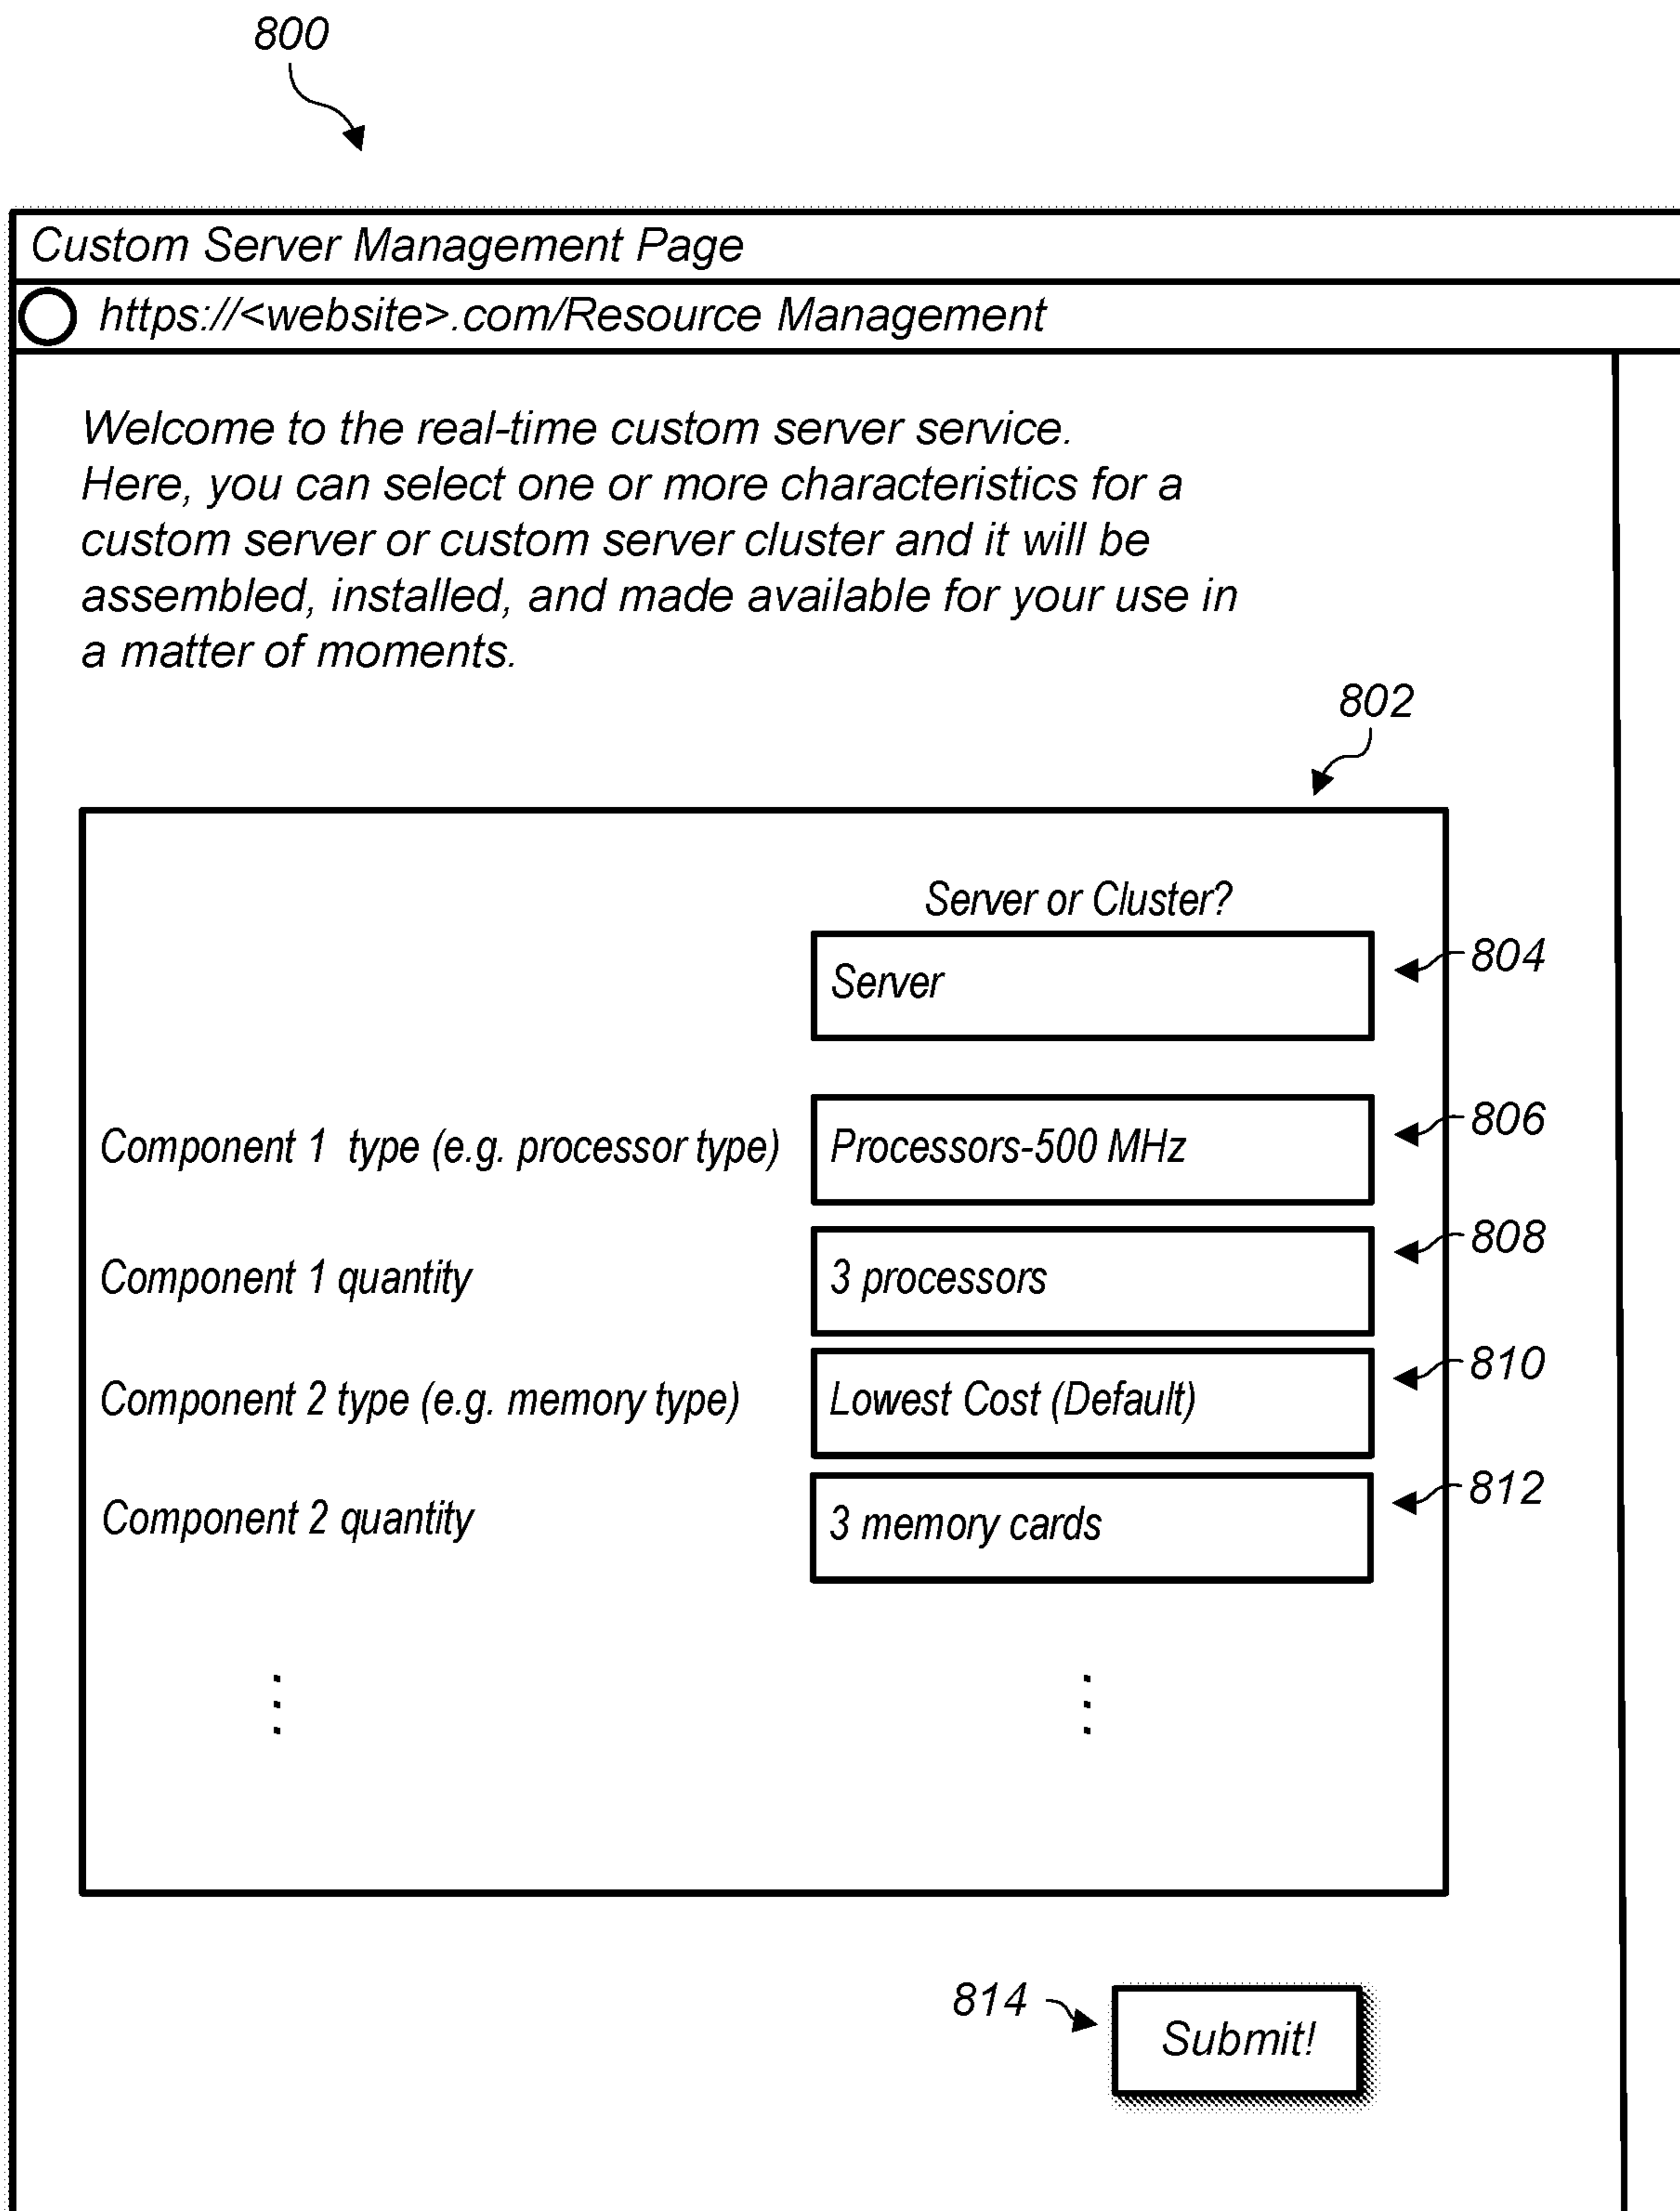 800
Custom Server Management Page
https://<website>.com/Resource Management
Welcome to the real-time custom server service.
Here, you can select one or more characteristics for a
custom server or custom server cluster and it will be
assembled, installed, and made available for your use in
a matter of moments.
802
Server or Cluster?
Server
804
Component 1 type (e.g. processor type)
Processors-500 MHz
806
Component 1 quantity
3 processors
808
Component 2 type (e.g. memory type)
Lowest Cost (Default)
810
Component 2 quantity
3 memory cards
812
814
Submit!